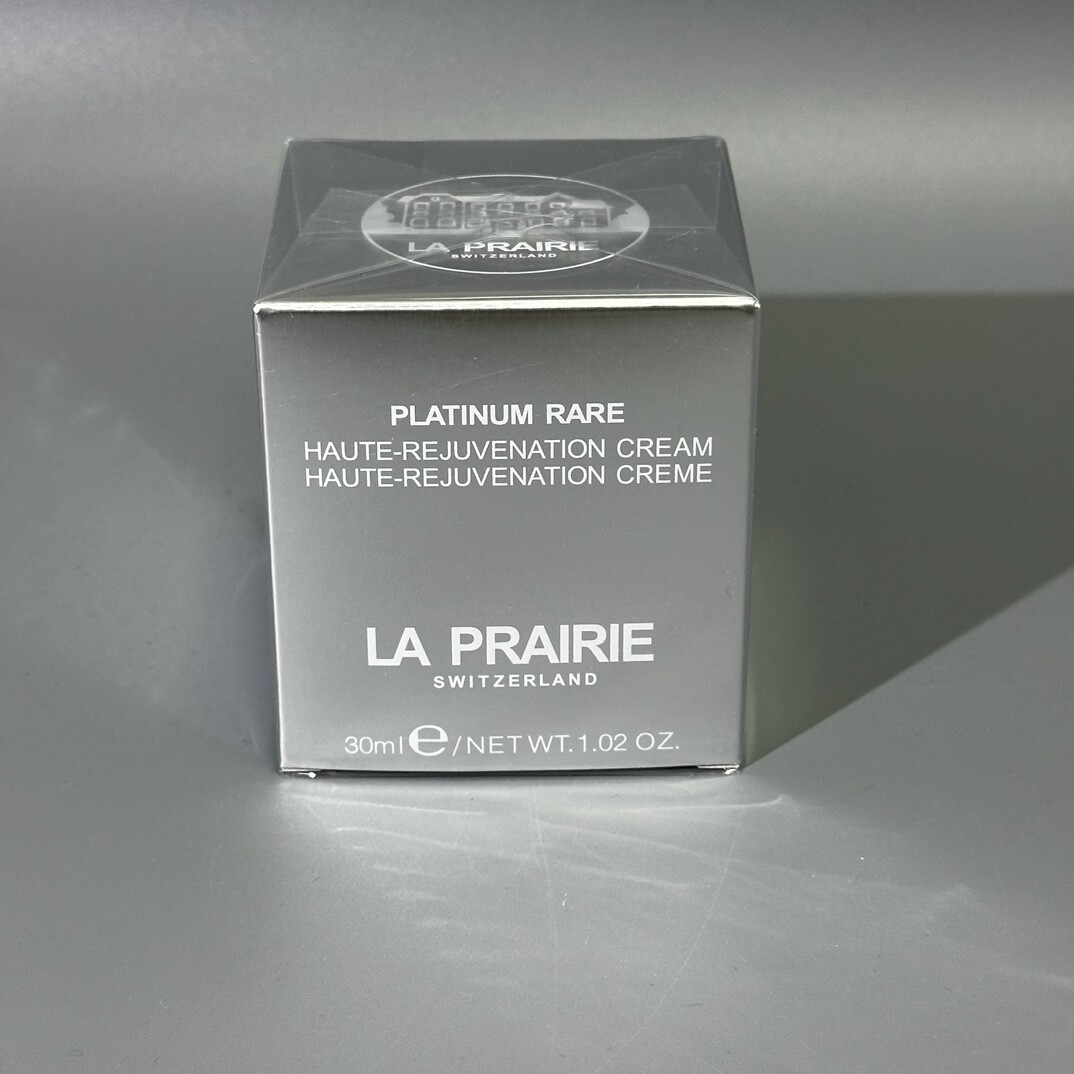 LA PRAIRIE
SWITZERLAND
PLATINUM RARE
HAUTE-REJUVENATION CREAM
HAUTE-REJUVENATION CREME
LA PRAIRIE
SWITZERLAND
30ml ℮ / NET WT. 1.02 OZ.